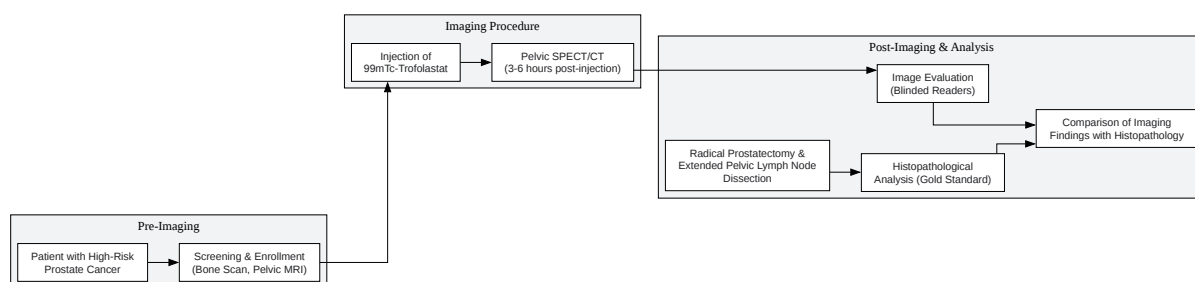 Pre-Imaging
Patient with High-Risk
Prostate Cancer
Screening & Enrollment
(Bone Scan, Pelvic MRI)
Imaging Procedure
Injection of
99mTc-Trofolastat
Pelvic SPECT/CT
(3-6 hours post-injection)
Post-Imaging & Analysis
Image Evaluation
(Blinded Readers)
Radical Prostatectomy &
Extended Pelvic Lymph Node
Dissection
Histopathological
Analysis (Gold Standard)
Comparison of Imaging
Findings with Histopathology